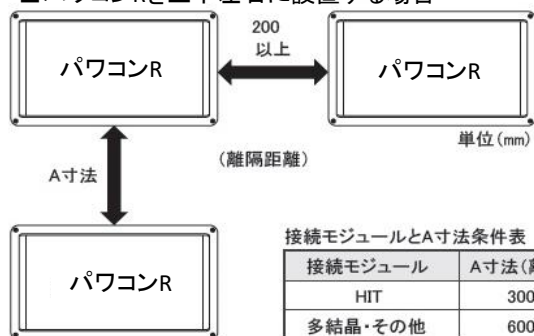 ■パワコンRを上下左右に設置する場合
200
以上
パワコンR
パワコンR
単位(mm)
(離隔距離)
A寸法
パワコンR
接続モジュールとA寸法条件表
接続モジュール
A寸法(離
HIT
300
多結晶・その他
600